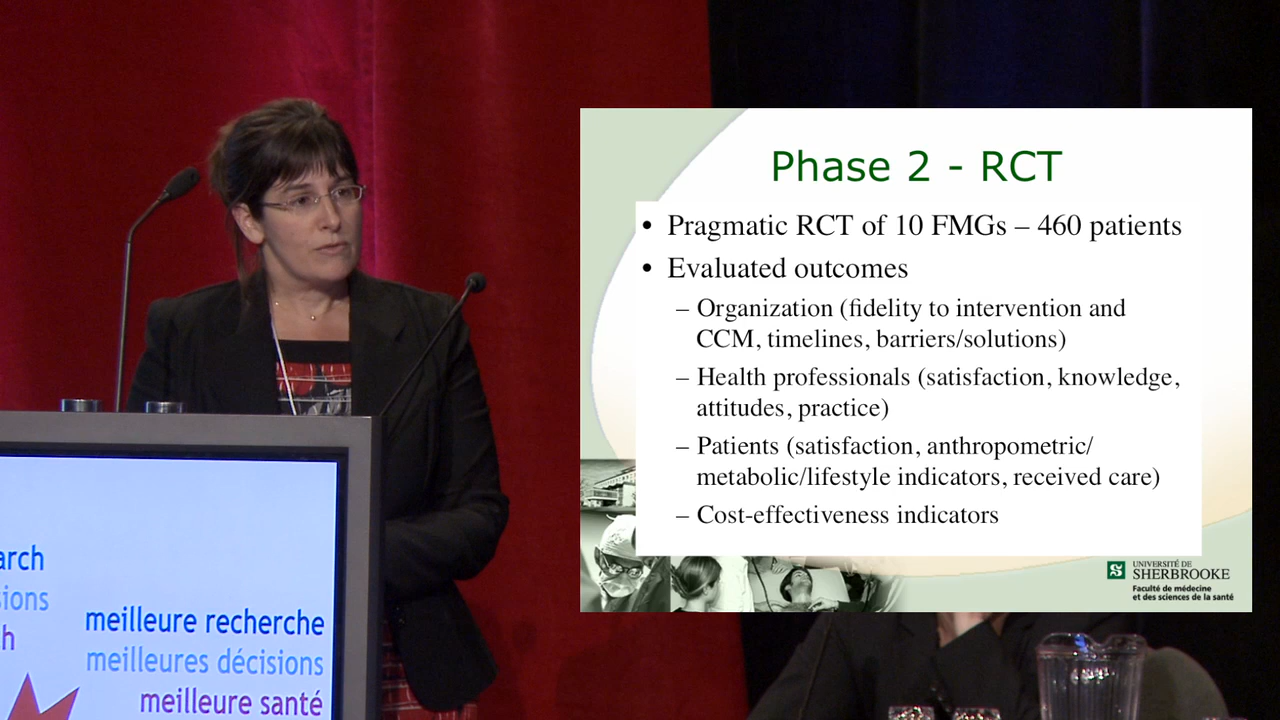 Phase 2 - RCT
• Pragmatic RCT of 10 FMGs – 460 patients
• Evaluated outcomes
– Organization (fidelity to intervention and
CCM, timelines, barriers/solutions)
– Health professionals (satisfaction, knowledge,
attitudes, practice)
– Patients (satisfaction, anthropometric/
metabolic/lifestyle indicators, received care)
– Cost-effectiveness indicators
UNIVERSITÉ DE
SHERBROOKE
Faculté de médecine
et des sciences de la santé
arch
sions
h
meilleure recherche
meilleures décisions
meilleure santé